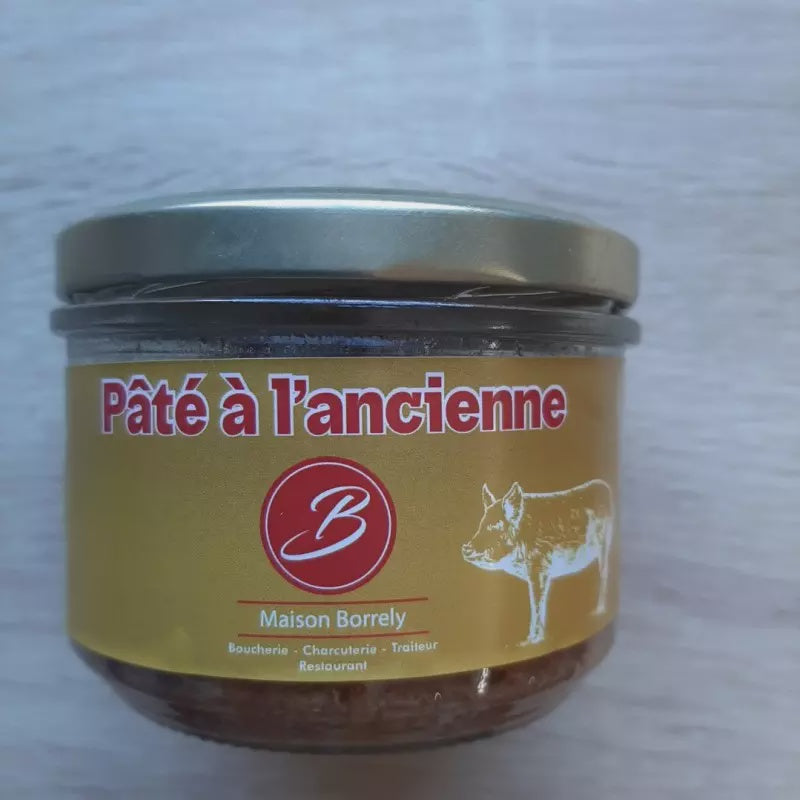 Pâté à l'ancienne
B
Maison Borrely
Boucherie - Charcuterie - Traiteur
Restaurant